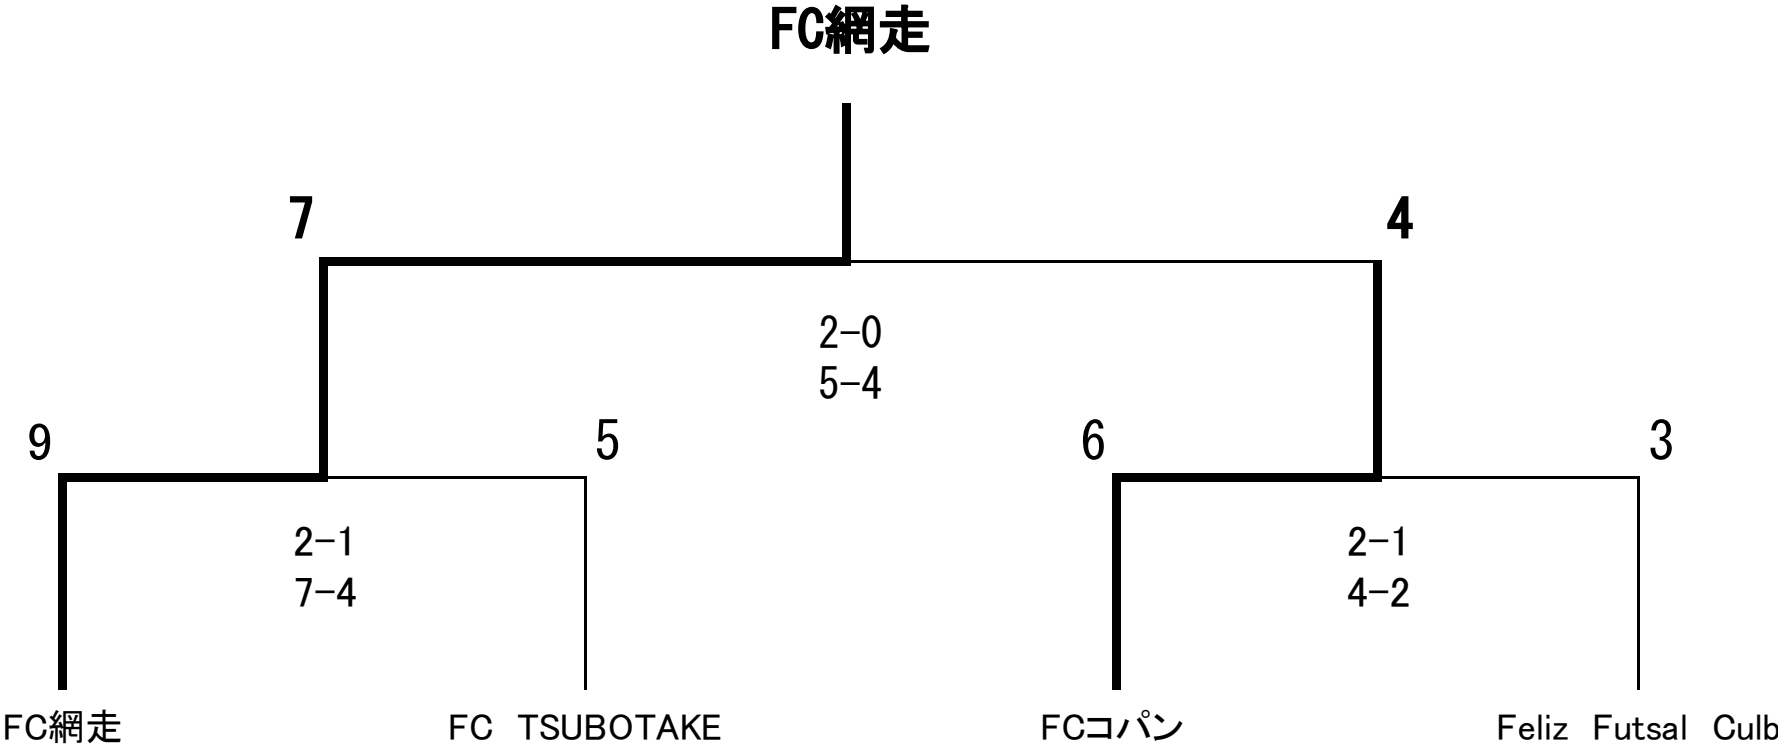 FC網走
7 4
2-0
5-4
9 5 6 3
2-1 2-1
7-4 4-2
FC網走 FC TSUBOTAKE FCコパン Feliz Futsal Culb